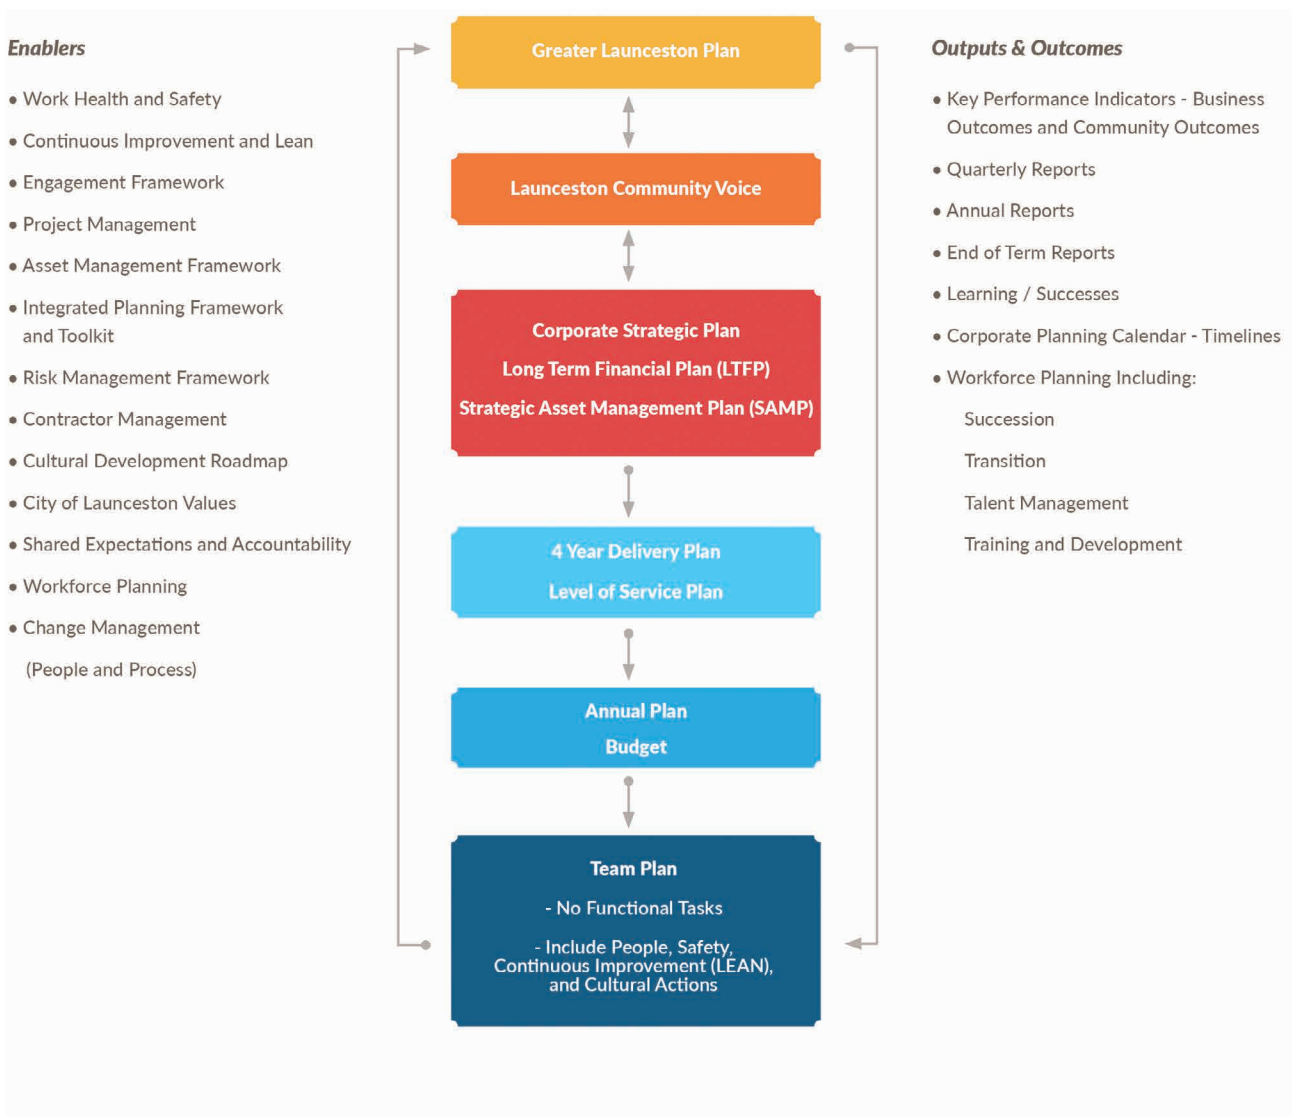 Enablers
• Work Health and Safety
• Continuous Improvement and Lean
• Engagement Framework
• Project Management
• Asset Management Framework
• Integrated Planning Framework
and Toolkit
• Risk Management Framework
• Contractor Management
• Cultural Development Roadmap
• City of Launceston Values
• Shared Expectations and Accountability
• Workforce Planning
• Change Management
(People and Process)
Greater Launceston Plan
Launceston Community Voice
Corporate Strategic Plan
Long Term Financial Plan (LTFP)
Strategic Asset Management Plan (SAMP)
4 Year Delivery Plan
Level of Service Plan
Annual Plan
Budget
Team Plan
- No Functional Tasks
- Include People, Safety,
Continuous Improvement (LEAN),
and Cultural Actions
Outputs & Outcomes
• Key Performance Indicators - Business
Outcomes and Community Outcomes
• Quarterly Reports
• Annual Reports
• End of Term Reports
• Learning / Successes
• Corporate Planning Calendar - Timelines
• Workforce Planning Including:
Succession
Transition
Talent Management
Training and Development